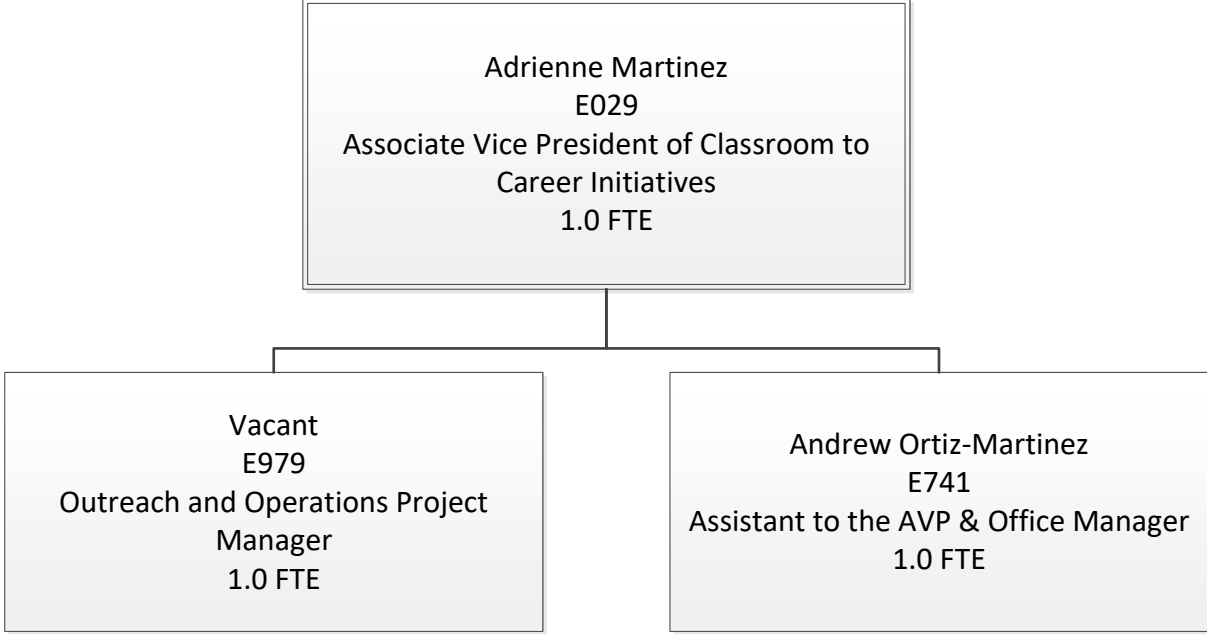 Adrienne Martinez
E029
Associate Vice President of Classroom to
Career Initiatives
1.0 FTE
Vacant
E979
Outreach and Operations Project
Manager
1.0 FTE
Andrew Ortiz-Martinez
E741
Assistant to the AVP & Office Manager
1.0 FTE